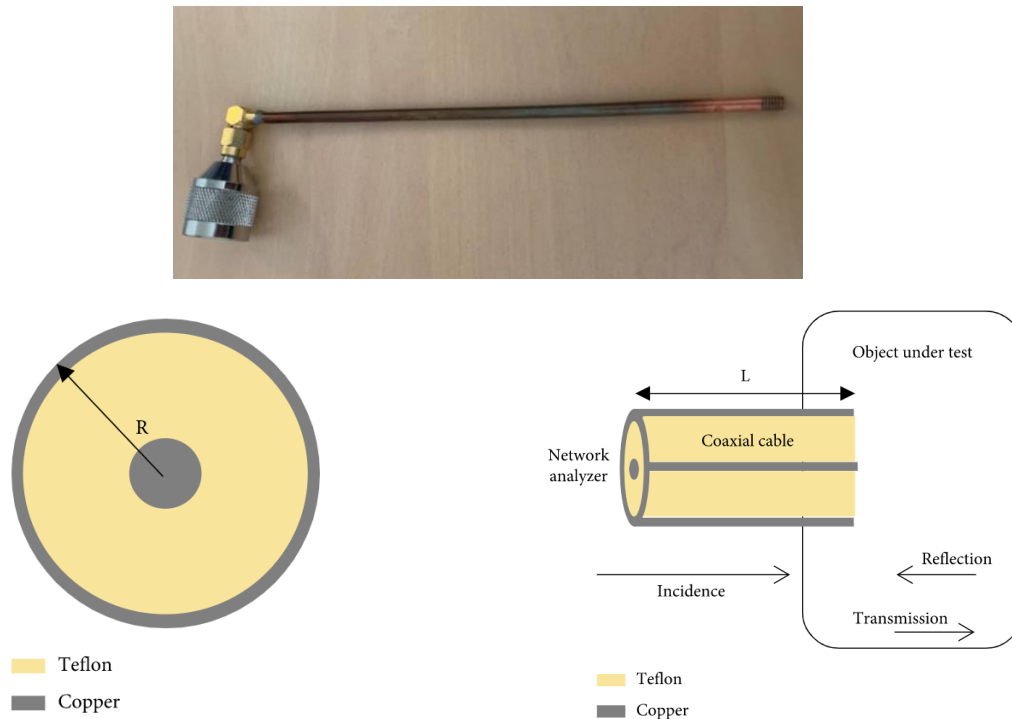 R
Teflon
Copper
Object under test
L
Coaxial cable
Network
analyzer
Reflection
Incidence
Transmission
Teflon
Copper